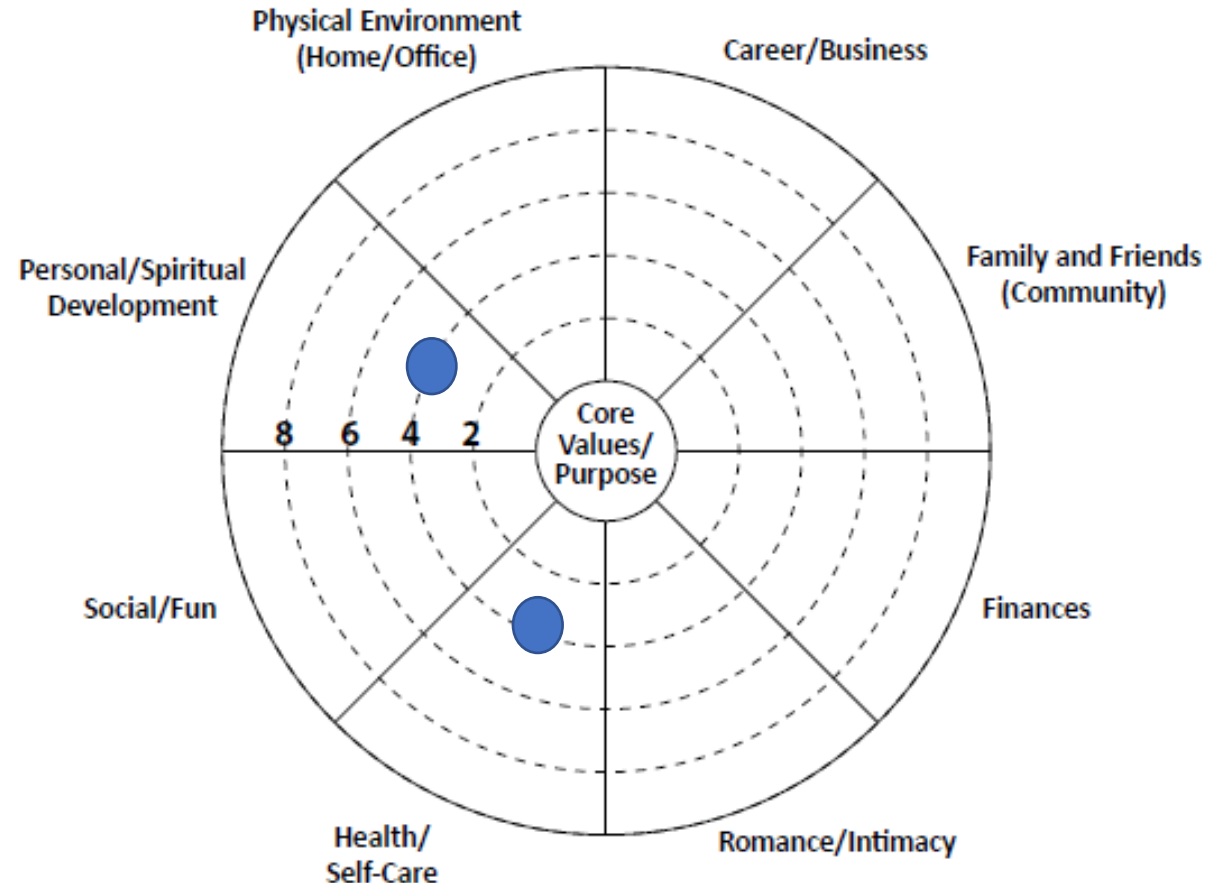 Physical Environment
(Home/Office)
Career/Business
Personal/Spiritual
Development
Family and Friends
(Community)
8 6 4 2
Core
Values/
Purpose
Social/Fun
Finances
Health/
Self-Care
Romance/Intimacy